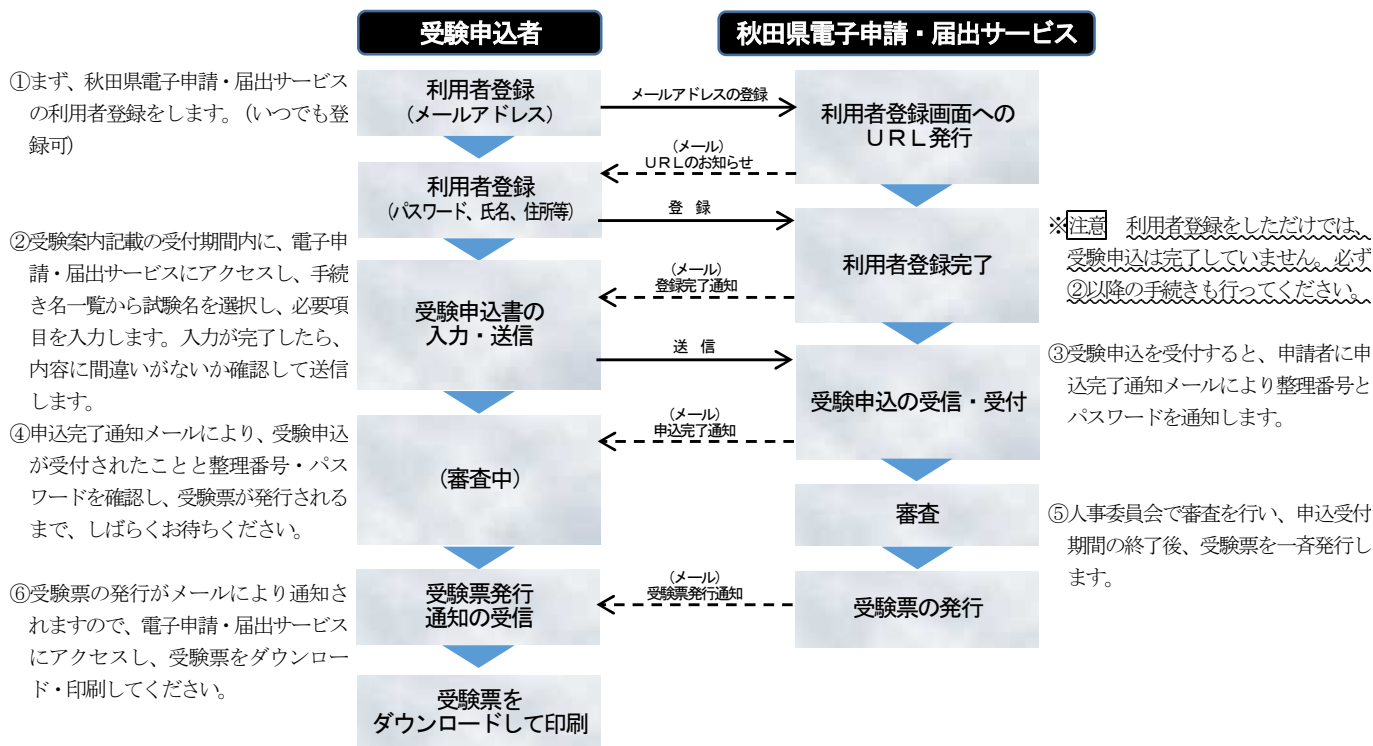 受験申込者
秋田県電子申請・届出サービス
①まず、秋田県電子申請・届出サービス
の利用者登録をします。(いつでも登
録可)
利用者登録
(メールアドレス)
メールアドレスの登録
利用者登録画面への
ＵＲＬ発行
(メール)
ＵＲＬのお知らせ
利用者登録
(パスワード、氏名、住所等)
登 録
利用者登録完了
※注意 利用者登録をしただけでは、
受験申込は完了していません。必ず
②以降の手続きも行ってください。
②受験案内記載の受付期間内に、電子申
請・届出サービスにアクセスし、手続
き名一覧から試験名を選択し、必要項
目を入力します。入力が完了したら、
内容に間違いがないか確認して送信
します。
(メール)
登録完了通知
受験申込書の
入力・送信
送 信
受験申込の受信・受付
③受験申込を受付すると、申請者に申
込完了通知メールにより整理番号と
パスワードを通知します。
(メール)
申込完了通知
④申込完了通知メールにより、受験申込
が受付されたことと整理番号・パス
ワードを確認し、受験票が発行される
まで、しばらくお待ちください。
(審査中)
審査
⑤人事委員会で審査を行い、申込受付
期間の終了後、受験票を一斉発行し
ます。
⑥受験票の発行がメールにより通知さ
れますので、電子申請・届出サービス
にアクセスし、受験票をダウンロー
ド・印刷してください。
受験票発行
通知の受信
(メール)
受験票発行通知
受験票の発行
受験票を
ダウンロードして印刷